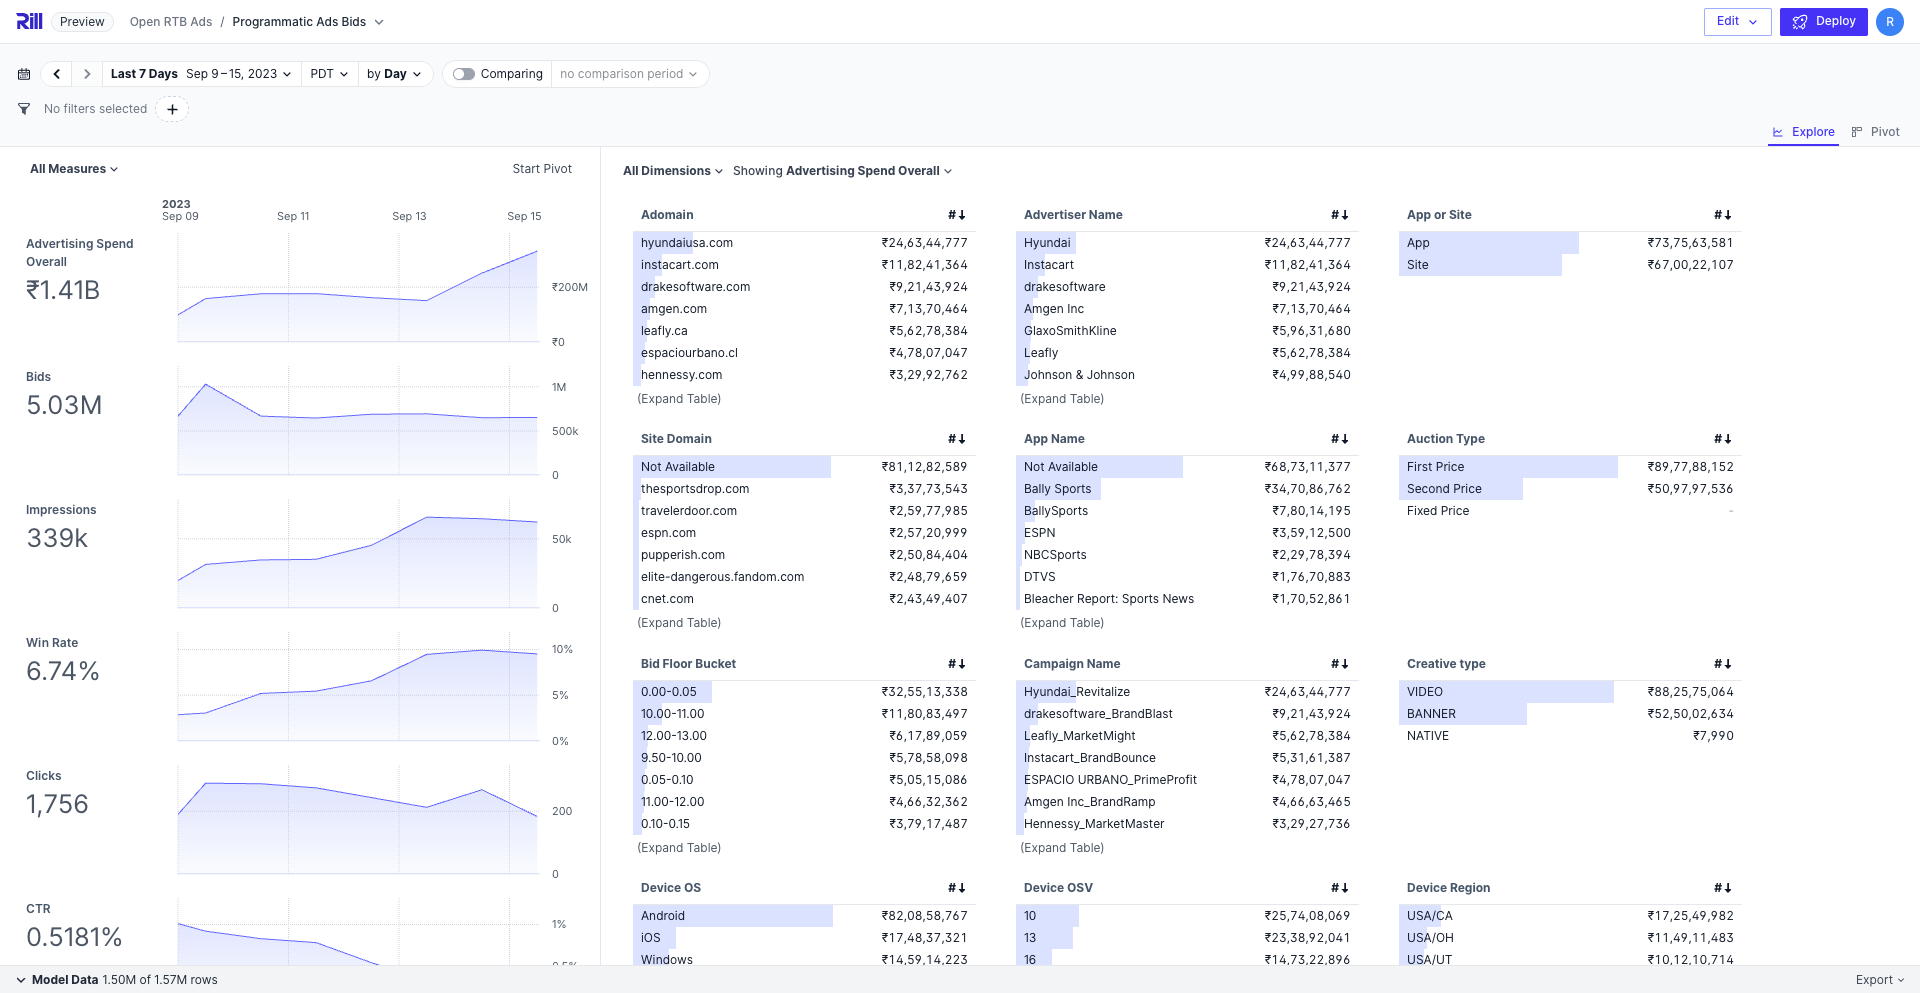 Rill Preview Open RTB Ads / Programmatic Ads Bids Edit Deploy R
Last 7 Days Sep 9 – 15, 2023 PDT by Day Comparing no comparison period
No filters selected +
Explore Pivot
All Measures Start Pivot
2023
Sep 09 Sep 11 Sep 13 Sep 15
Advertising Spend
Overall
₹1.41B
₹200M
₹0
Bids
5.03M
1M
500k
0
Impressions
339k
50k
0
Win Rate
6.74%
10%
5%
0%
Clicks
1,756
200
0
CTR
0.5181%
1%
All Dimensions Showing Advertising Spend Overall
Adomain #↓
hyundaiusa.com ₹24,63,44,777
instacart.com ₹11,82,41,364
drakesoftware.com ₹9,21,43,924
amgen.com ₹7,13,70,464
leafly.ca ₹5,62,78,384
espaciourbano.cl ₹4,78,07,047
hennessy.com ₹3,29,92,762
(Expand Table)
Advertiser Name #↓
Hyundai ₹24,63,44,777
Instacart ₹11,82,41,364
drakesoftware ₹9,21,43,924
Amgen Inc ₹7,13,70,464
GlaxoSmithKline ₹5,96,31,680
Leafly ₹5,62,78,384
Johnson & Johnson ₹4,99,88,540
(Expand Table)
App or Site #↓
App ₹73,75,63,581
Site ₹67,00,22,107
Site Domain #↓
Not Available ₹81,12,82,589
thesportsdrop.com ₹3,37,73,543
travelerdoor.com ₹2,59,77,985
espn.com ₹2,57,20,999
pupperish.com ₹2,50,84,404
elite-dangerous.fandom.com ₹2,48,79,659
cnet.com ₹2,43,49,407
(Expand Table)
App Name #↓
Not Available ₹68,73,11,377
Bally Sports ₹34,70,86,762
BallySports ₹7,80,14,195
ESPN ₹3,59,12,500
NBCSports ₹2,29,78,394
DTVS ₹1,76,70,883
Bleacher Report: Sports News ₹1,70,52,861
(Expand Table)
Auction Type #↓
First Price ₹89,77,88,152
Second Price ₹50,97,97,536
Fixed Price -
Bid Floor Bucket #↓
0.00-0.05 ₹32,55,13,338
10.00-11.00 ₹11,80,83,497
12.00-13.00 ₹6,17,89,059
9.50-10.00 ₹5,78,58,098
0.05-0.10 ₹5,05,15,086
11.00-12.00 ₹4,66,32,362
0.10-0.15 ₹3,79,17,487
(Expand Table)
Campaign Name #↓
Hyundai_Revitalize ₹24,63,44,777
drakesoftware_BrandBlast ₹9,21,43,924
Leafly_MarketMight ₹5,62,78,384
Instacart_BrandBounce ₹5,31,61,387
ESPACIO URBANO_PrimeProfit ₹4,78,07,047
Amgen Inc_BrandRamp ₹4,66,63,465
Hennessy_MarketMaster ₹3,29,27,736
(Expand Table)
Creative type #↓
VIDEO ₹88,25,75,064
BANNER ₹52,50,02,634
NATIVE ₹7,990
Device OS #↓
Android ₹82,08,58,767
iOS ₹17,48,37,321
Windows ₹14,59,14,223
Device OSV #↓
10 ₹25,74,08,069
13 ₹23,38,92,041
16 ₹14,73,22,896
Device Region #↓
USA/CA ₹17,25,49,982
USA/OH ₹11,49,11,483
USA/UT ₹10,12,10,714
Model Data 1.50M of 1.57M rows Export